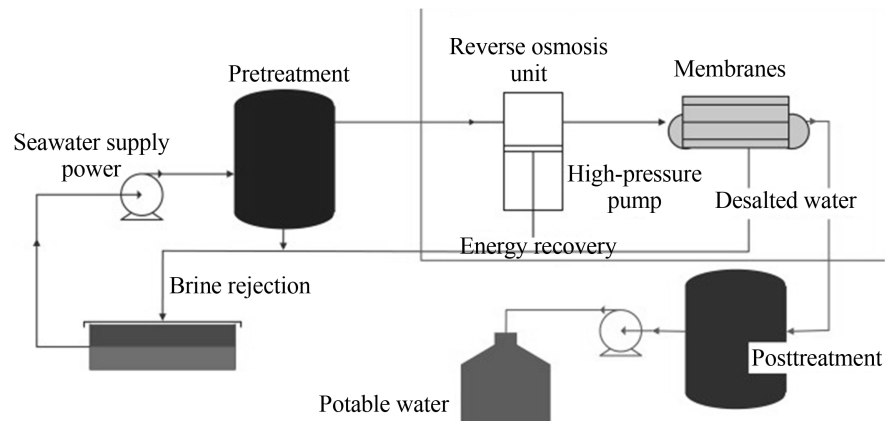 Reverse osmosis
unit
Membranes
Pretreatment
Seawater supply
power
High-pressure
pump
Desalted water
Energy recovery
Brine rejection
Posttreatment
Potable water